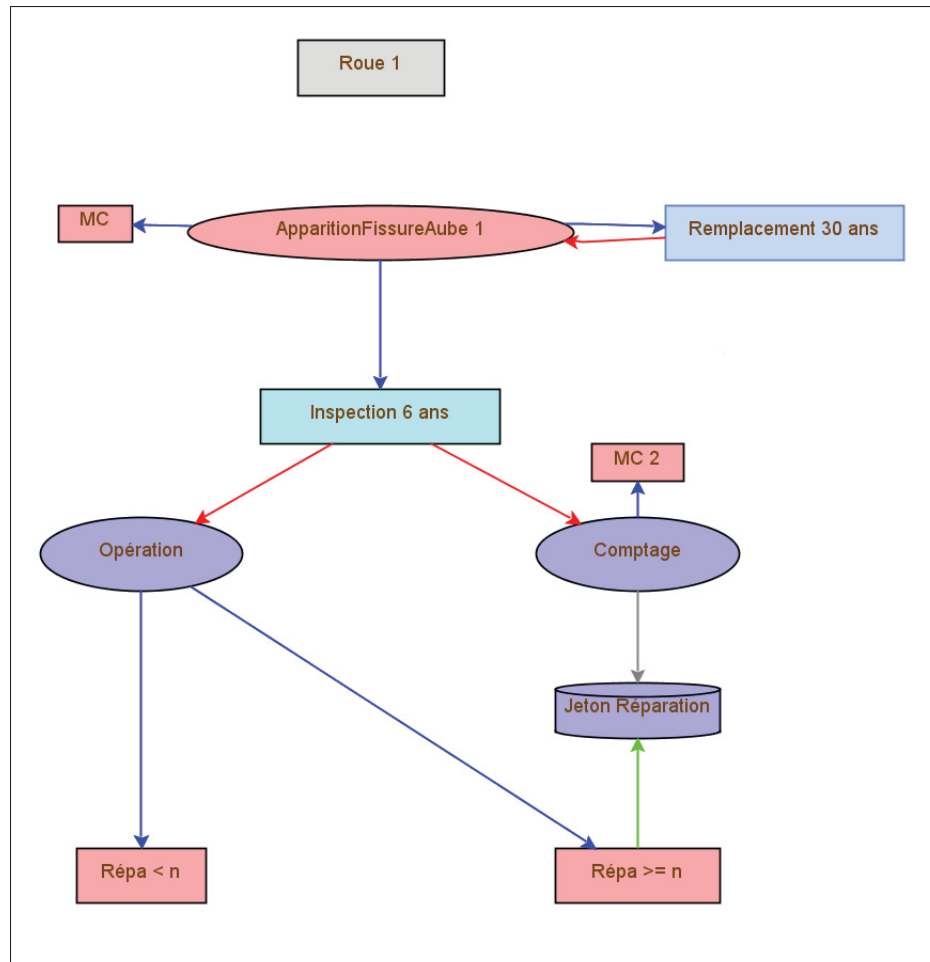 Roue 1
MC
ApparitionFissureAube 1
Remplacement 30 ans
Inspection 6 ans
MC 2
Opération
Comptage
Jeton Réparation
Répa < n
Répa >= n